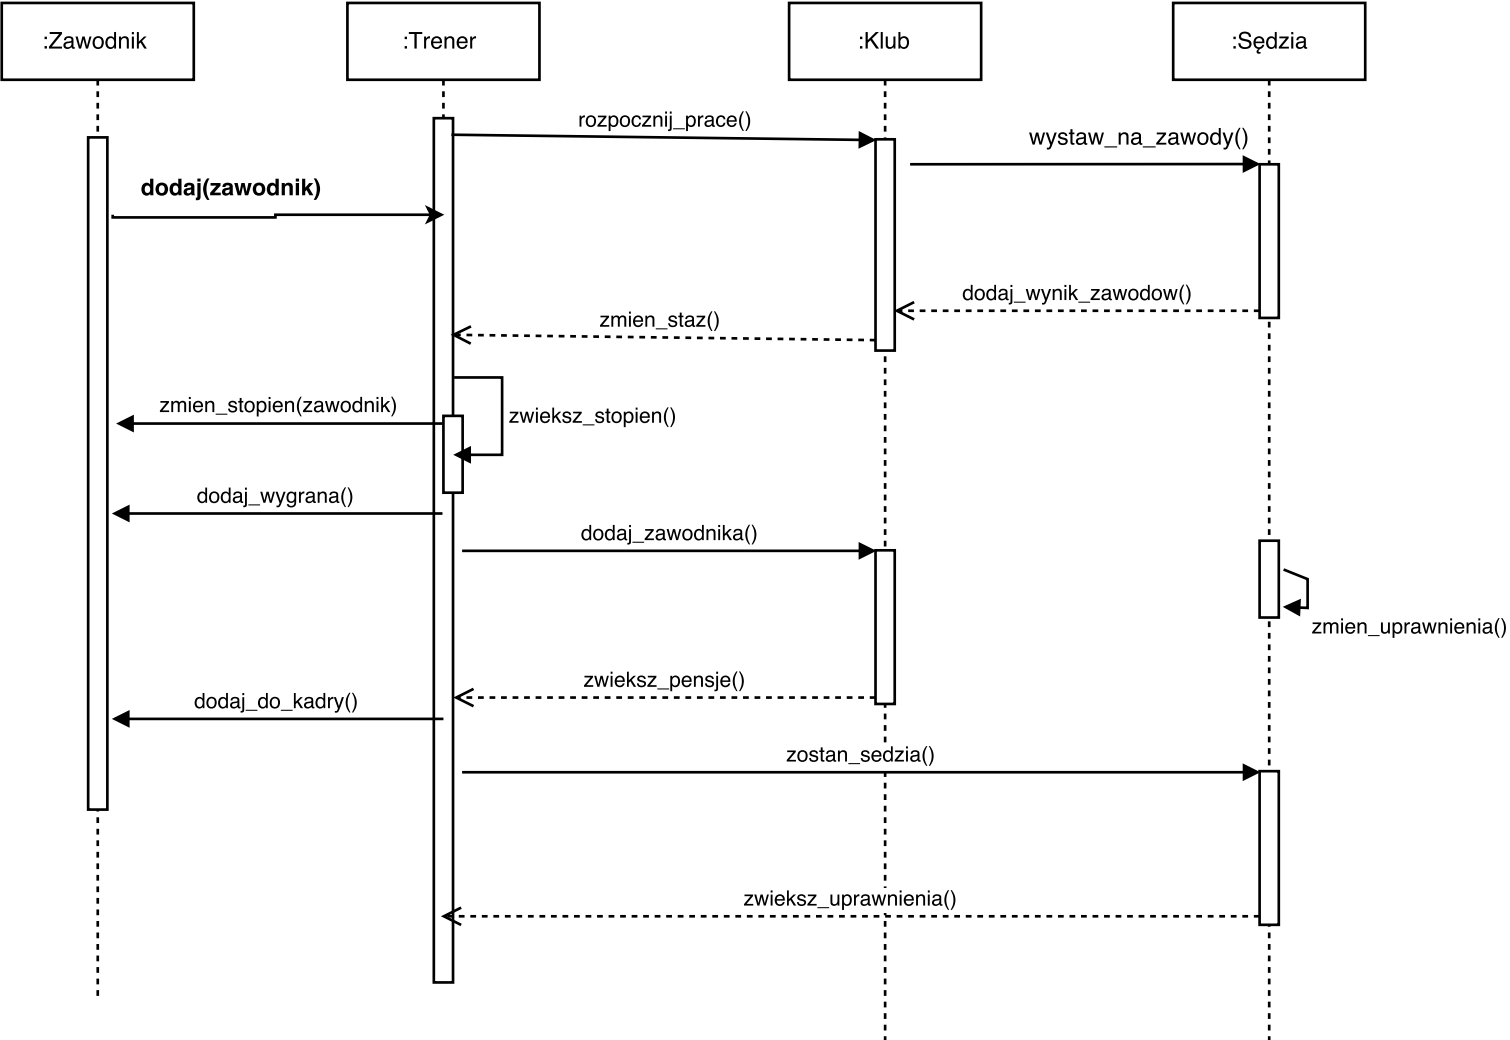 :Zawodnik
:Trener
:Klub
:Sędzia
rozpocznij_prace()
wystaw_na_zawody()
dodaj(zawodnik)
dodaj_wynik_zawodow()
zmien_staz()
zmien_stopien(zawodnik)
zwieksz_stopien()
dodaj_wygrana()
dodaj_zawodnika()
zmien_uprawnienia()
zwieksz_pensje()
dodaj_do_kadry()
zostan_sedzia()
zwieksz_uprawnienia()